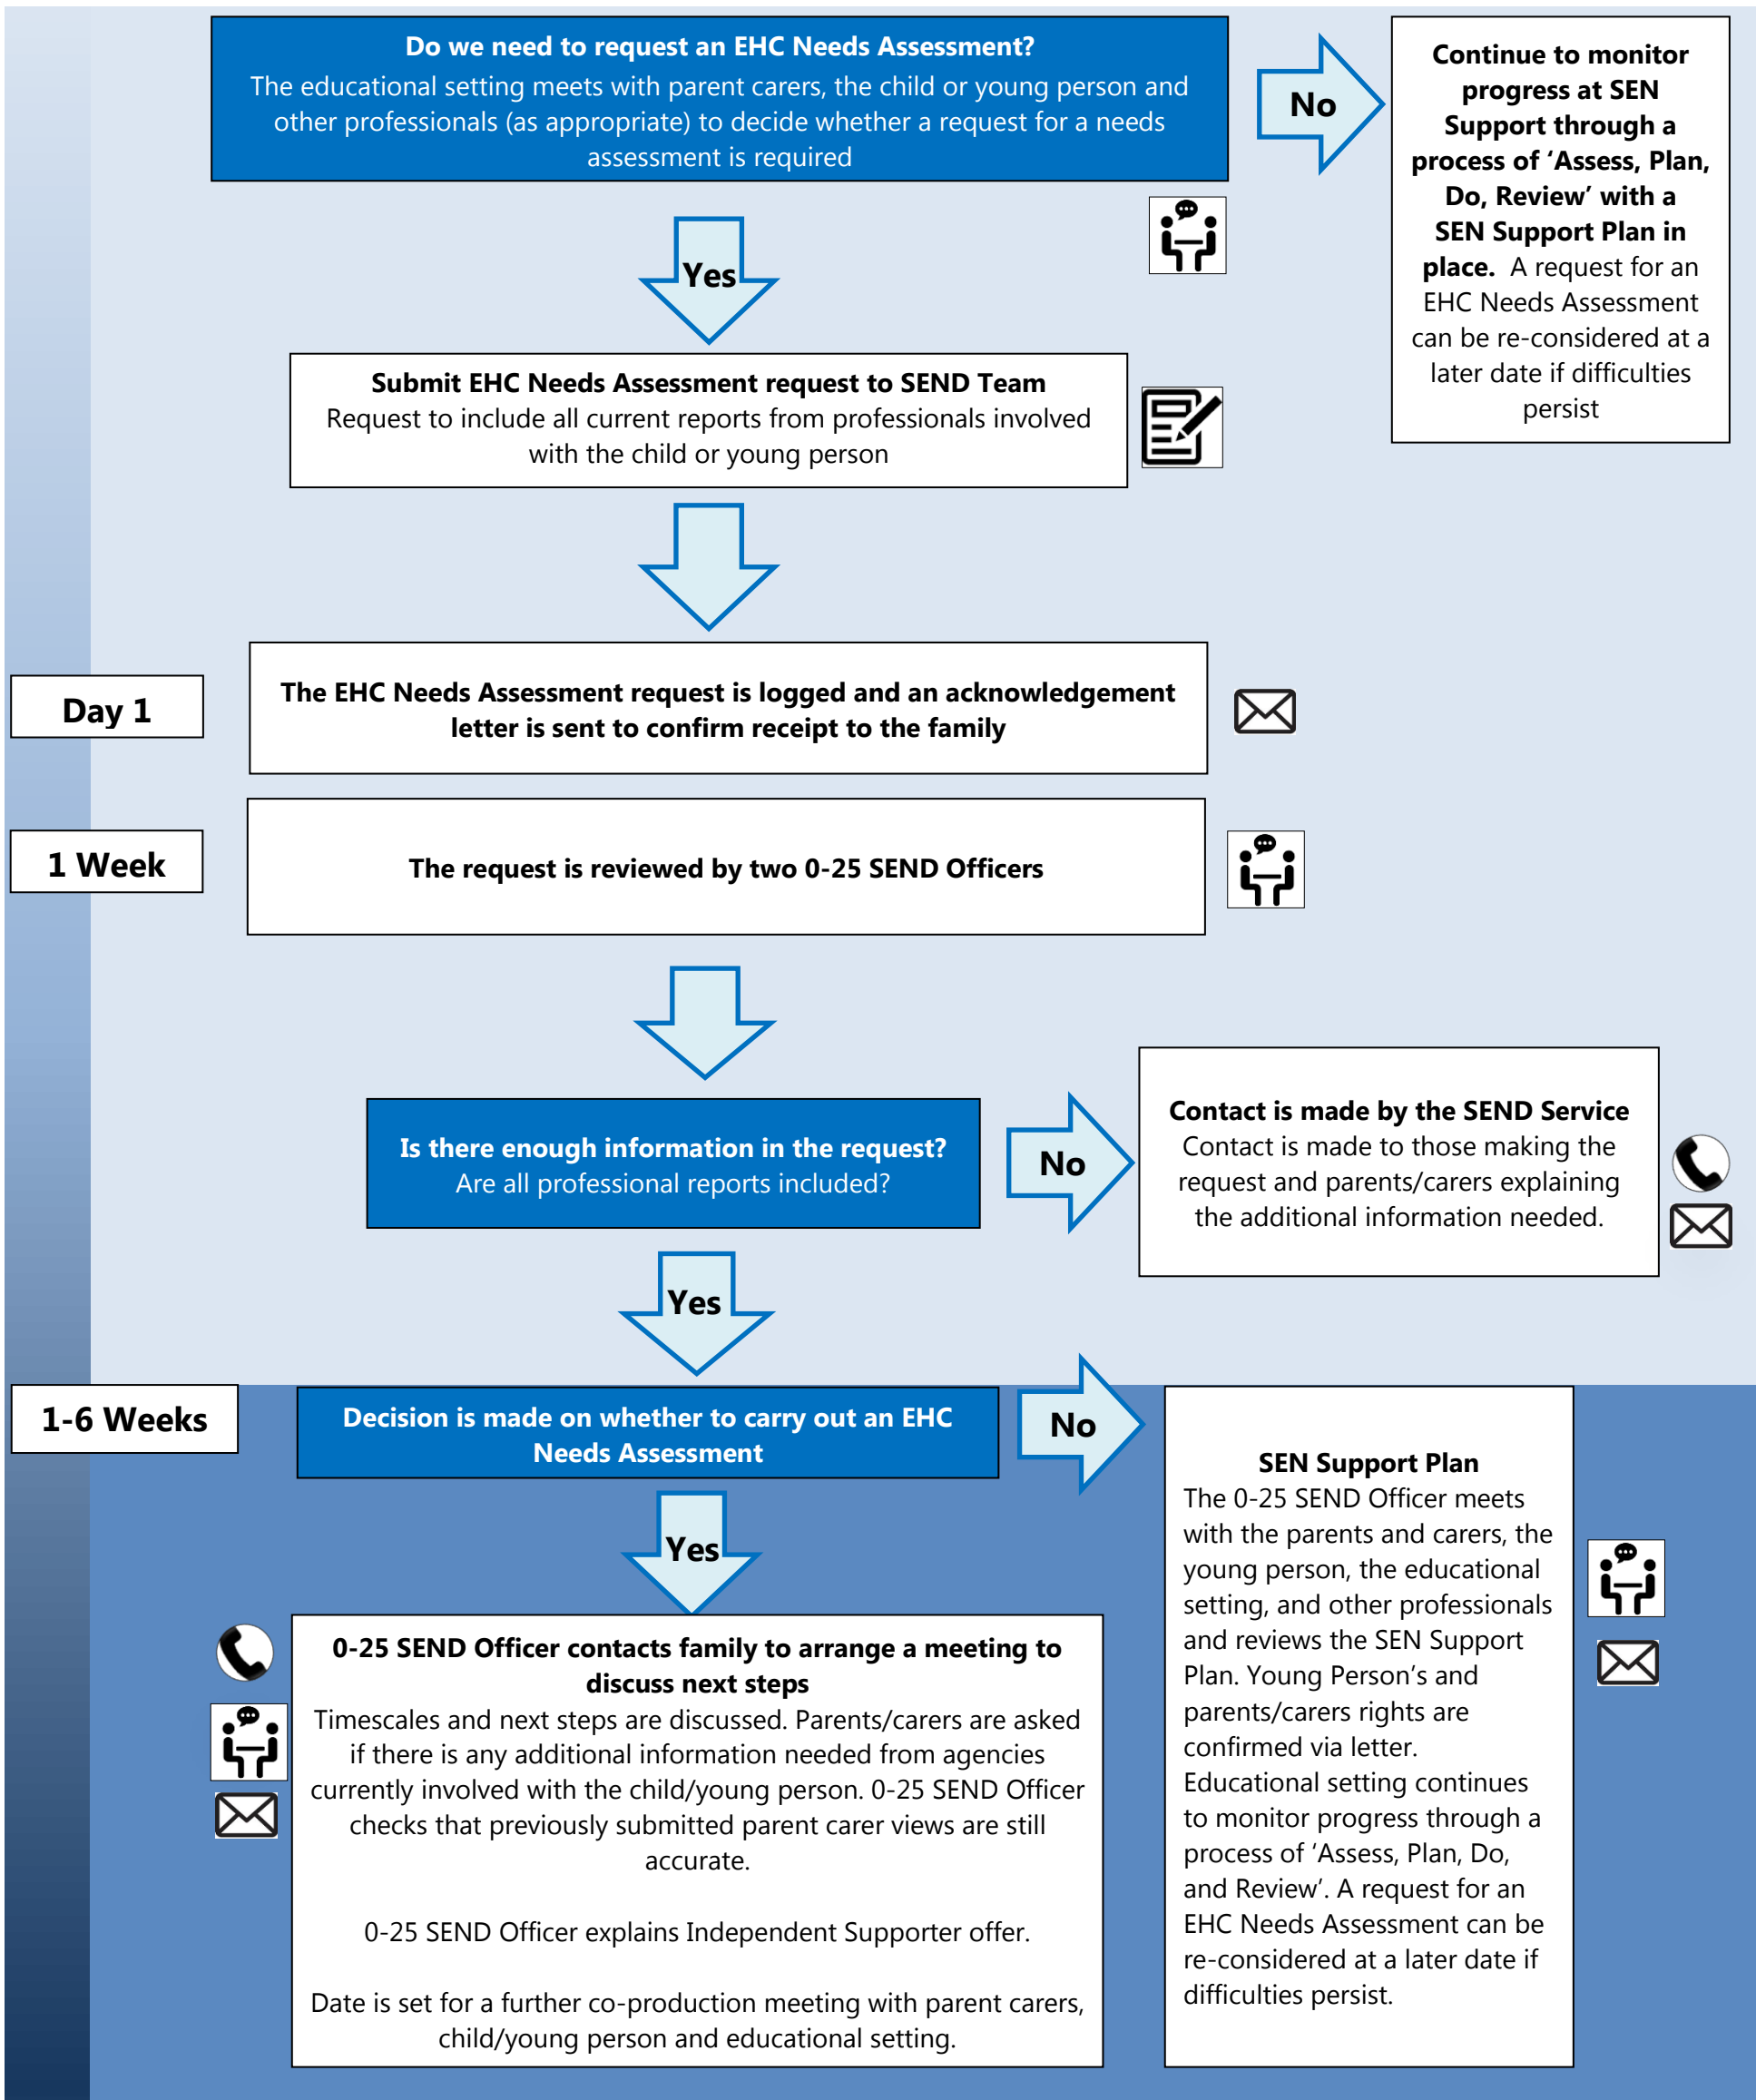 Do we need to request an EHC Needs Assessment?
The educational setting meets with parent carers, the child or young person and
other professionals (as appropriate) to decide whether a request for a needs
assessment is required
No
Continue to monitor
progress at SEN
Support through a
process of ‘Assess, Plan,
Do, Review’ with a
SEN Support Plan in
place. A request for an
EHC Needs Assessment
can be re-considered at a
later date if difficulties
persist
Yes
Submit EHC Needs Assessment request to SEND Team
Request to include all current reports from professionals involved
with the child or young person
Day 1
The EHC Needs Assessment request is logged and an acknowledgement
letter is sent to confirm receipt to the family
1 Week
The request is reviewed by two 0-25 SEND Officers
Is there enough information in the request?
Are all professional reports included?
No
Contact is made by the SEND Service
Contact is made to those making the
request and parents/carers explaining
the additional information needed.
Yes
1-6 Weeks
Decision is made on whether to carry out an EHC
Needs Assessment
No
SEN Support Plan
The 0-25 SEND Officer meets
with the parents and carers, the
young person, the educational
setting, and other professionals
and reviews the SEN Support
Plan. Young Person’s and
parents/carers rights are
confirmed via letter.
Educational setting continues
to monitor progress through a
process of ‘Assess, Plan, Do,
and Review’. A request for an
EHC Needs Assessment can be
re-considered at a later date if
difficulties persist.
Yes
0-25 SEND Officer contacts family to arrange a meeting to
discuss next steps
Timescales and next steps are discussed. Parents/carers are asked
if there is any additional information needed from agencies
currently involved with the child/young person. 0-25 SEND Officer
checks that previously submitted parent carer views are still
accurate.
0-25 SEND Officer explains Independent Supporter offer.
Date is set for a further co-production meeting with parent carers,
child/young person and educational setting.